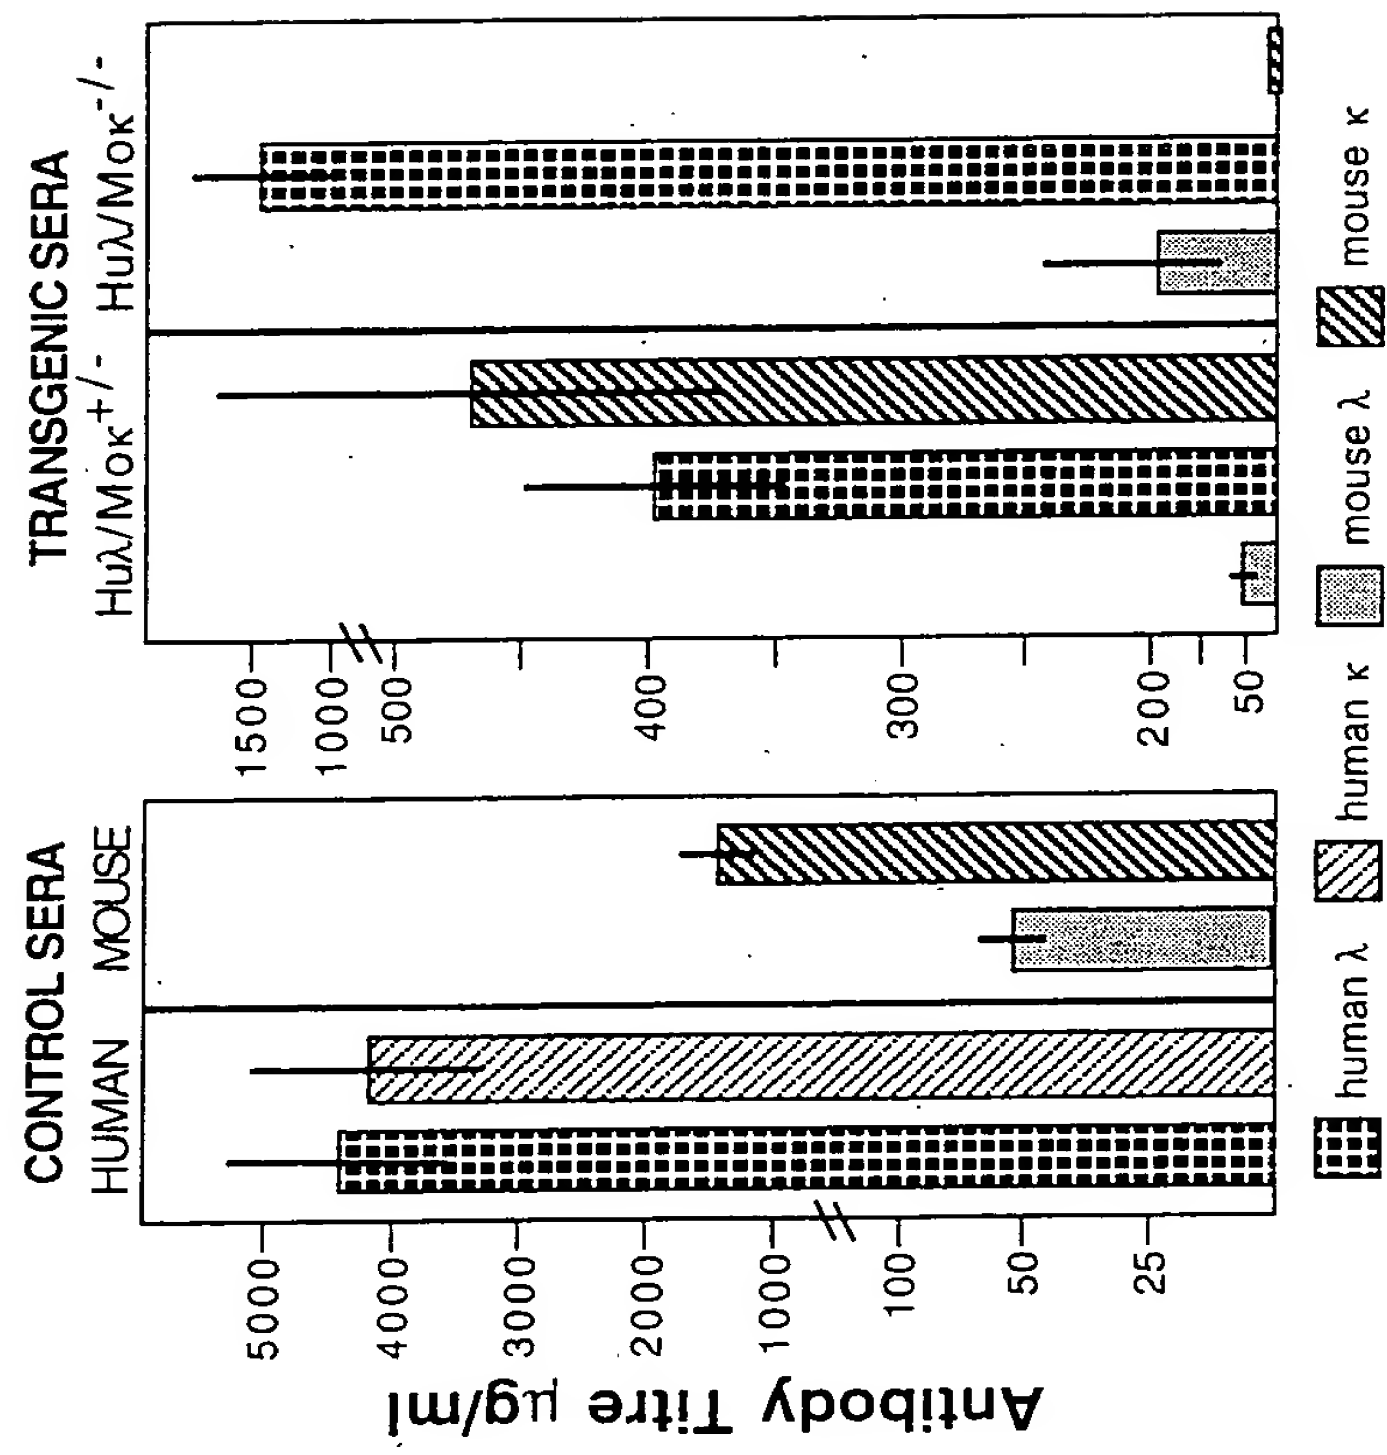 CONTROL SERA
HUMAN MOUSE
TRANSGENIC SERA
Huλ/Moκ+/- Huλ/Moκ-/-
Antibody Titre µg/ml
5000
4000
3000
2000
1000
100
50
25
1500
1000
500
400
300
200
50
human λ human κ mouse λ mouse κ